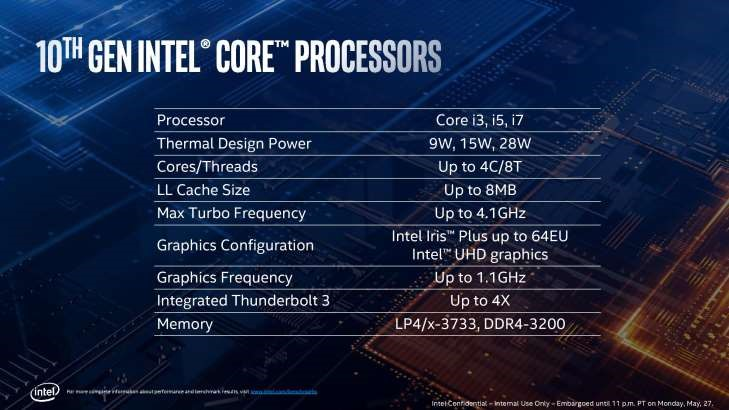 10TH GEN INTEL® CORE™ PROCESSORS
Processor Core i3, i5, i7
Thermal Design Power 9W, 15W, 28W
Cores/Threads Up to 4C/8T
LL Cache Size Up to 8MB
Max Turbo Frequency Up to 4.1GHz
Graphics Configuration Intel Iris™ Plus up to 64EU
Intel™ UHD graphics
Graphics Frequency Up to 1.1GHz
Integrated Thunderbolt 3 Up to 4X
Memory LP4/x-3733, DDR4-3200
intel
For more complete information about performance and benchmark results, visit www.intel.com/benchmarks
Intel Confidential – Internal Use Only – Embargoed until 11 p.m. PT on Monday, May, 27.